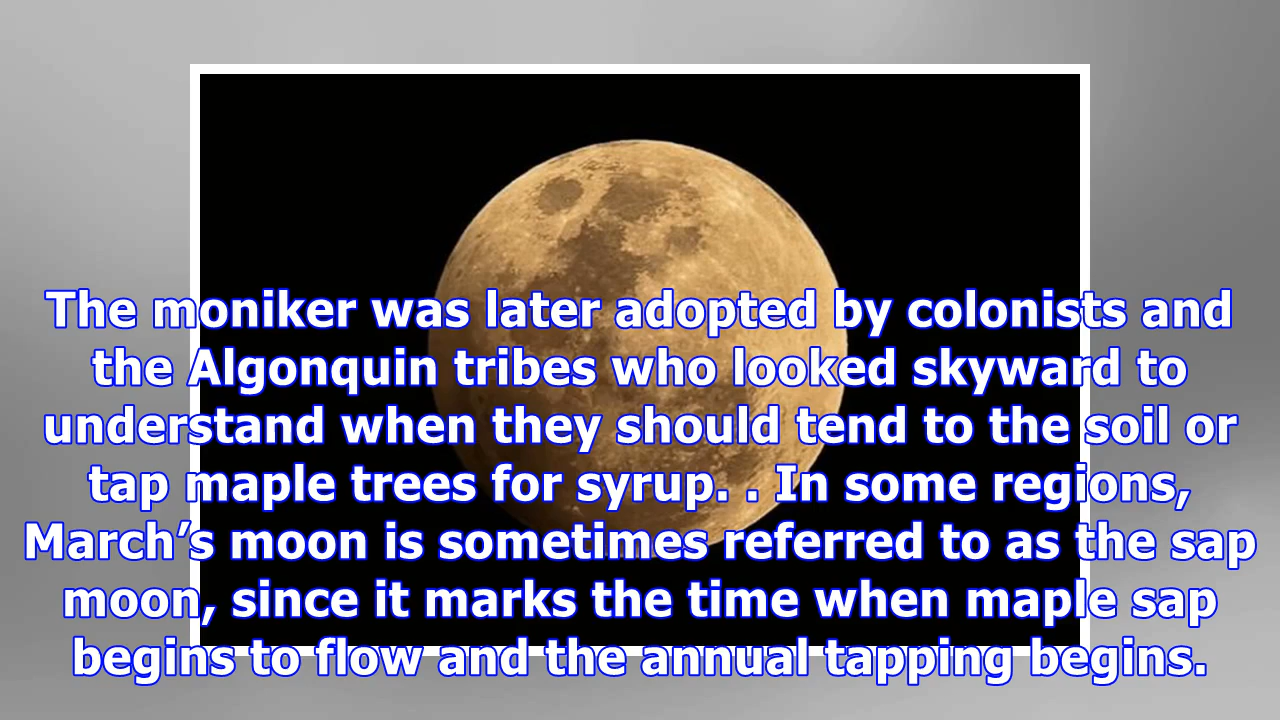 The moniker was later adopted by colonists and
the Algonquin tribes who looked skyward to
understand when they should tend to the soil or
tap maple trees for syrup. . In some regions,
March’s moon is sometimes referred to as the sap
moon, since it marks the time when maple sap
begins to flow and the annual tapping begins.